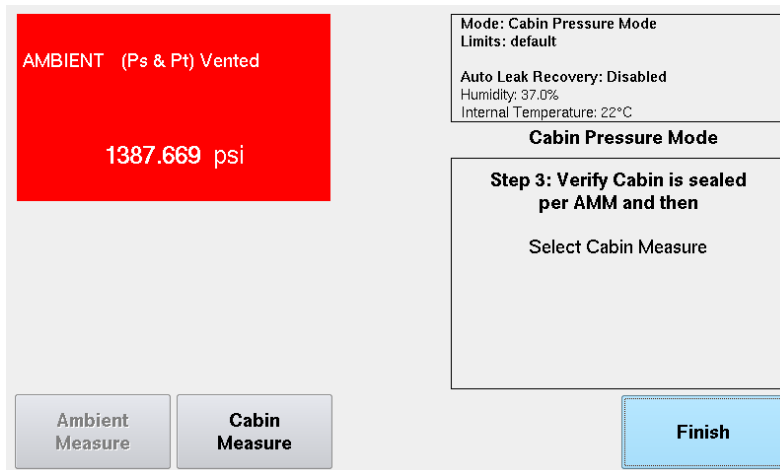 AMBIENT (Ps & Pt) Vented
1387.669 psi
Mode: Cabin Pressure Mode
Limits: default
Auto Leak Recovery: Disabled
Humidity: 37.0%
Internal Temperature: 22°C
Cabin Pressure Mode
Step 3: Verify Cabin is sealed
per AMM and then
Select Cabin Measure
Ambient
Measure
Cabin
Measure
Finish